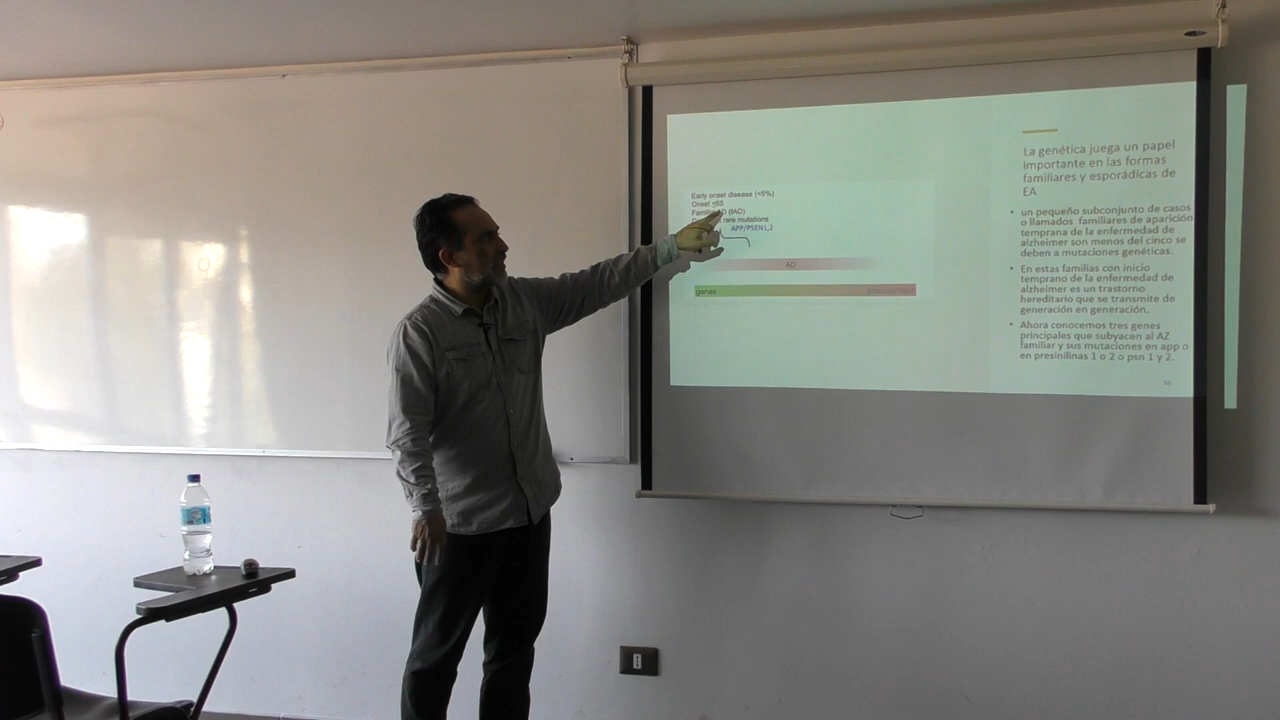 Early onset disease (<5%)
Onset <65
(fAD)
rare mutations
APP/PSEN1,2
AD
genes
La genética juega un papel
importante en las formas
familiares y esporádicas de
EA
• un pequeño subconjunto de casos
o llamados familiares de aparición
temprana de la enfermedad de
alzheimer son menos del cinco se
deben a mutaciones genéticas.
• En estas familias con inicio
temprano de la enfermedad de
alzheimer es un trastorno
hereditario que se transmite de
generación en generación.
• Ahora conocemos tres genes
principales que subyacen al AZ
familiar y sus mutaciones en app o
en presinilinas 1 o 2 o psn 1 y 2.